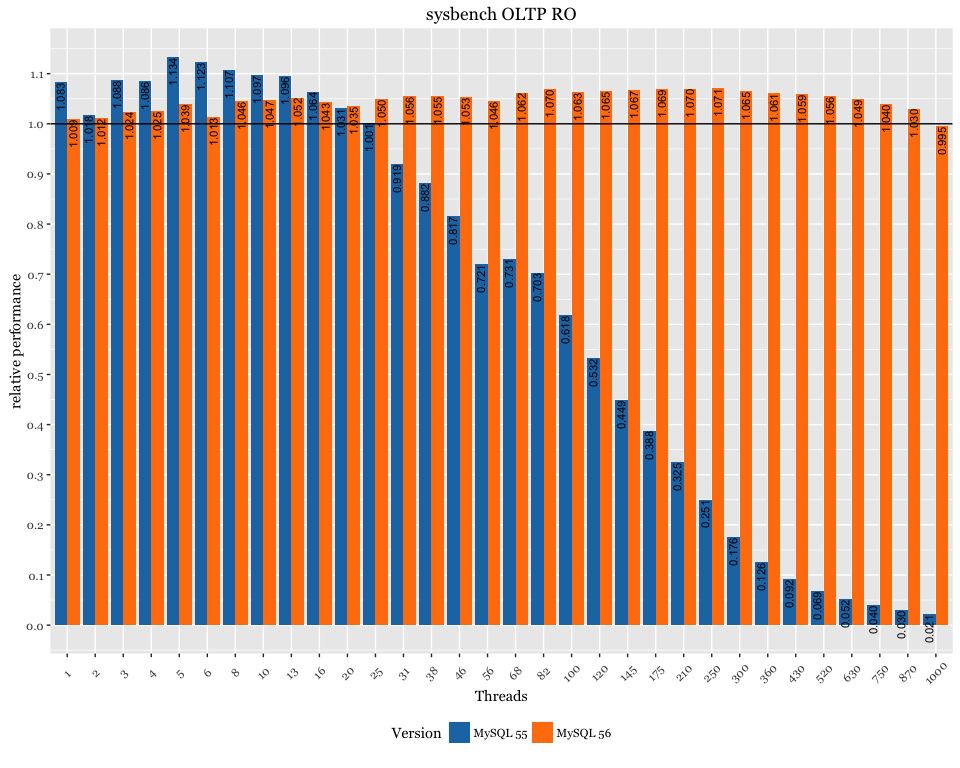 sysbench OLTP RO
relative performance
1.1
1.0
0.9
0.8
0.7
0.6
0.5
0.4
0.3
0.2
0.1
0.0
1.083 1.009 1.018 1.012 1.088 1.024 1.086 1.025 1.134 1.039 1.123 1.013 1.107 1.046 1.097 1.047 1.096 1.052 1.064 1.043 1.031 1.035 1.001 1.050 0.919 1.056 0.882 1.055 0.817 1.053 0.721 1.046 0.731 1.062 0.703 1.070 0.618 1.063 0.532 1.065 0.449 1.067 0.388 1.069 0.325 1.070 0.251 1.071 0.176 1.065 0.126 1.061 0.092 1.059 0.069 1.056 0.052 1.049 0.040 1.040 0.030 1.030 0.021 0.995
1 2 3 4 5 6 8 10 13 16 20 25 31 38 46 56 68 82 100 120 145 175 210 250 300 360 430 520 630 750 870 1000
Threads
Version MySQL 55 MySQL 56